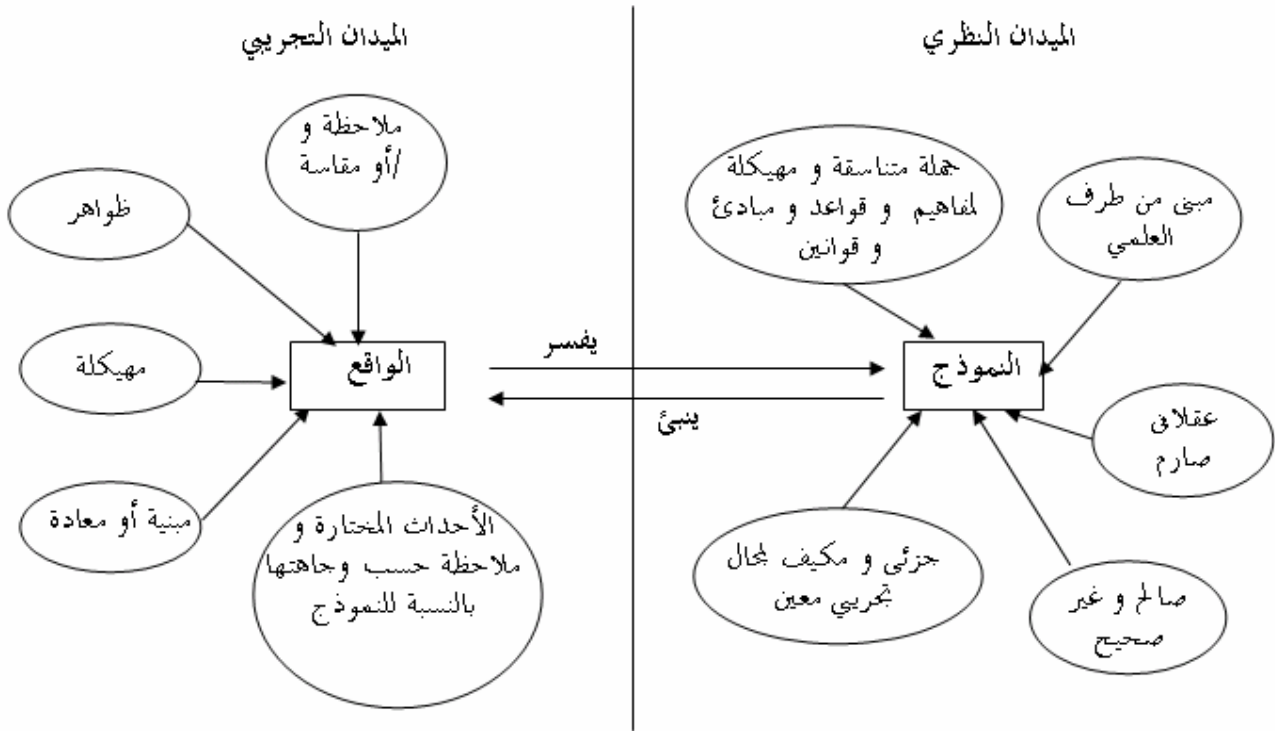 الميدان النظري
الميدان التجريبي
جملة متناسقة و مهيكلة
لمفاهيم و قواعد و مبادئ
و قوانين
مبنى من طرف
العلمي
النموذج
عقلانى
صارم
صالح و غير
صحيح
جزئى و مكيف لمجال
تجريبي معين
يفسر
ينبئ
ملاحظة و
/أو مقاسة
ظواهر
الواقع
مهيكلة
مبنية أو معادة
الأحداث المختارة و
ملاحظة حسب وجاهتها
بالنسبة للنموذج